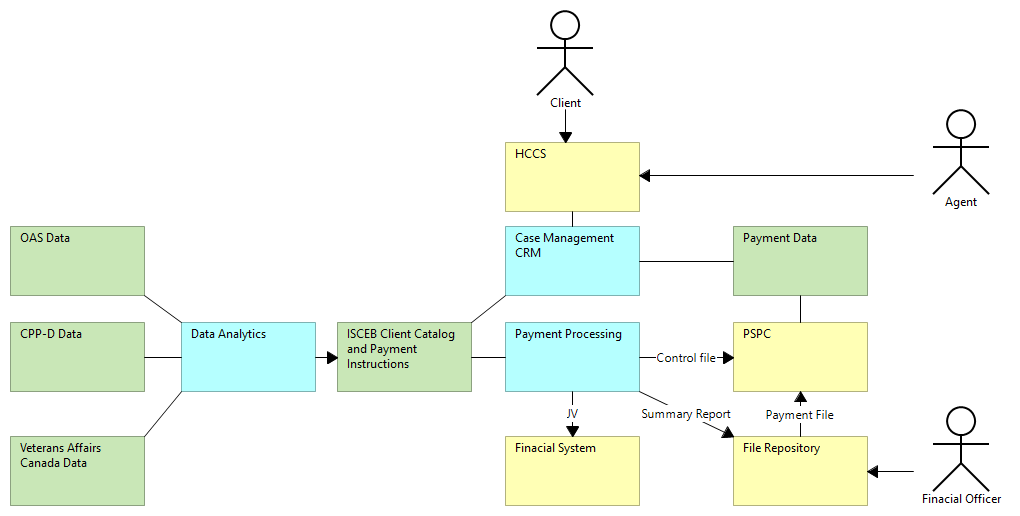 Client
HCCS
Agent
OAS Data
Case Management
CRM
Payment Data
CPP-D Data
Data Analytics
ISCEB Client Catalog
and Payment
Instructions
Payment Processing
Control file
PSPC
JV
Summary Report
Payment File
Veterans Affairs
Canada Data
Finacial System
File Repository
Finacial Officer